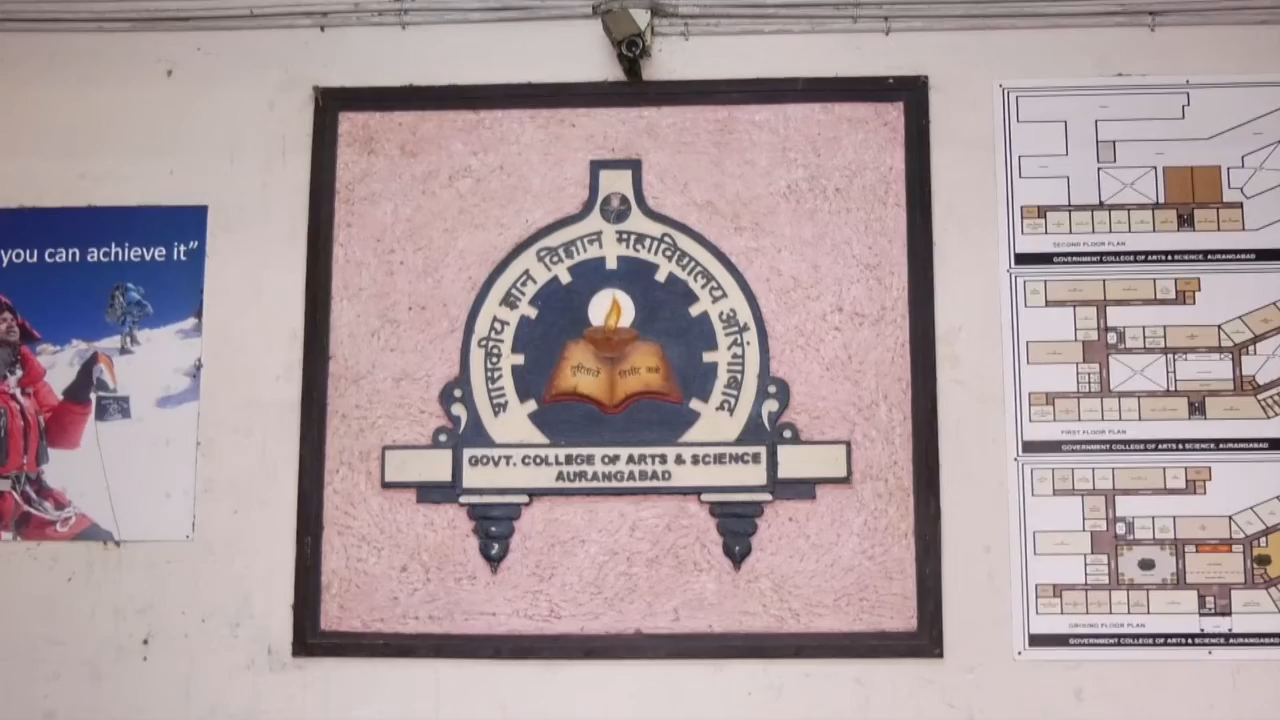 you can achieve it”
शासकीय ज्ञान विज्ञान महाविद्यालय औरंगाबाद
दुरितांचे तिमीर जावो
GOVT. COLLEGE OF ARTS & SCIENCE
AURANGABAD
SECOND FLOOR PLAN
GOVERNMENT COLLEGE OF ARTS & SCIENCE, AURANGABAD
FIRST FLOOR PLAN
GOVERNMENT COLLEGE OF ARTS & SCIENCE, AURANGABAD
GROUND FLOOR PLAN
GOVERNMENT COLLEGE OF ARTS & SCIENCE, AURANGABAD